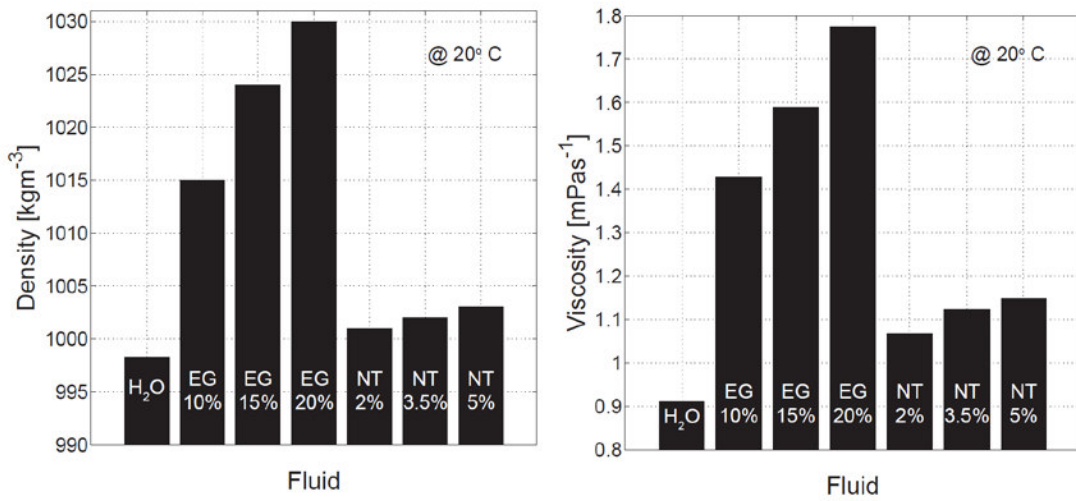 1030
1025
1020
1015
1010
1005
1000
995
990
Density [kgm⁻³]
@ 20° C
H₂O
EG
10%
EG
15%
EG
20%
NT
2%
NT
3.5%
NT
5%
Fluid
1.8
1.7
1.6
1.5
1.4
1.3
1.2
1.1
1
0.9
0.8
Viscosity [mPas⁻¹]
@ 20° C
H₂O
EG
10%
EG
15%
EG
20%
NT
2%
NT
3.5%
NT
5%
Fluid